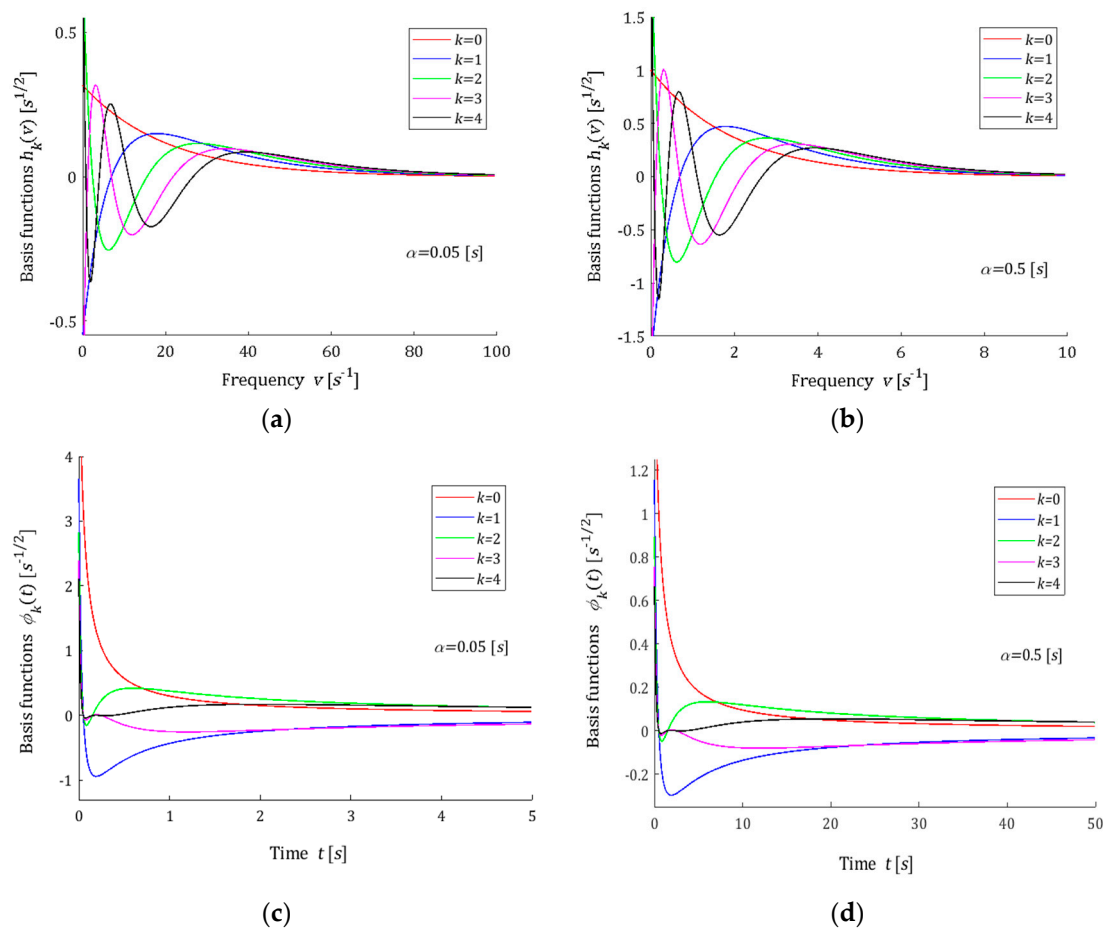 0.5
0
-0.5
Basis functions h_k(v) [s^{1/2}]
k=0
k=1
k=2
k=3
k=4
α=0.05 [s]
0 20 40 60 80 100
Frequency v [s^{-1}]
(a)
1.5
1
0.5
0
-0.5
-1
-1.5
Basis functions h_k(v) [s^{1/2}]
k=0
k=1
k=2
k=3
k=4
α=0.5 [s]
0 2 4 6 8 10
Frequency v [s^{-1}]
(b)
4
3
2
1
0
-1
Basis functions ϕ_k(t) [s^{-1/2}]
k=0
k=1
k=2
k=3
k=4
α=0.05 [s]
0 1 2 3 4 5
Time t [s]
(c)
1.2
1
0.8
0.6
0.4
0.2
0
-0.2
Basis functions ϕ_k(t) [s^{-1/2}]
k=0
k=1
k=2
k=3
k=4
α=0.5 [s]
0 10 20 30 40 50
Time t [s]
(d)